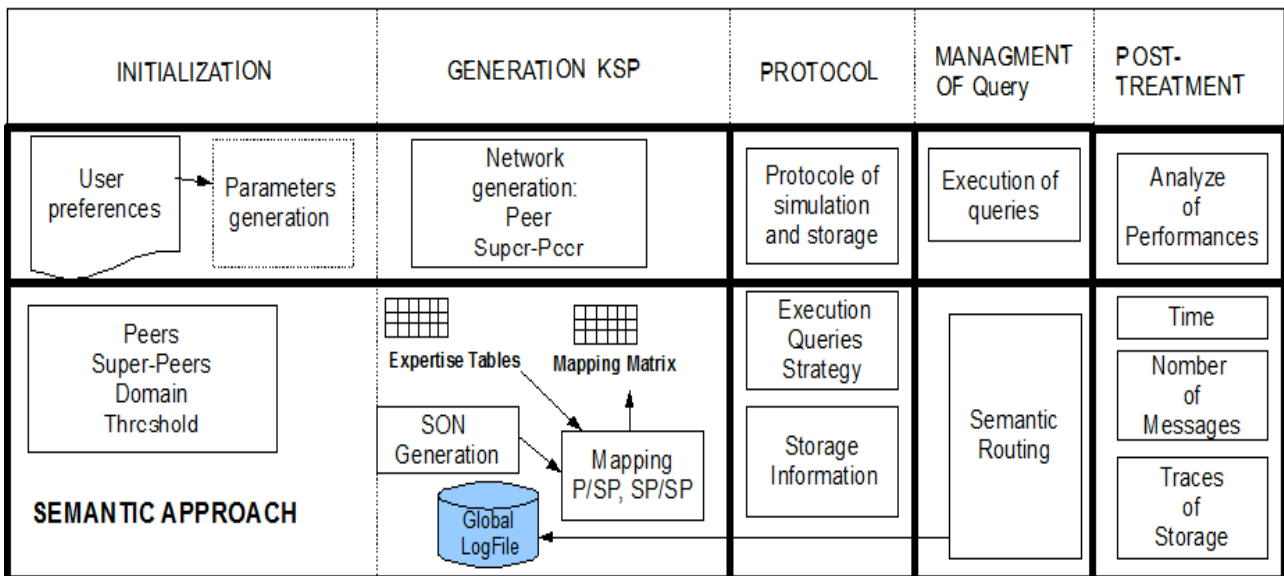 INITIALIZATION
GENERATION KSP
PROTOCOL
MANAGMENT
OF Query
POST-
TREATMENT
User
preferences
Parameters
generation
Network
generation:
Peer
Super-Peer
Protocole of
simulation
and storage
Execution of
queries
Analyze
of
Performances
Peers
Super-Peers
Domain
Threshold
SEMANTIC APPROACH
Expertise Tables
Mapping Matrix
SON
Generation
Mapping
P/SP, SP/SP
Global
LogFile
Execution
Queries
Strategy
Storage
Information
Semantic
Routing
Time
Nomber
of
Messages
Traces
of
Storage